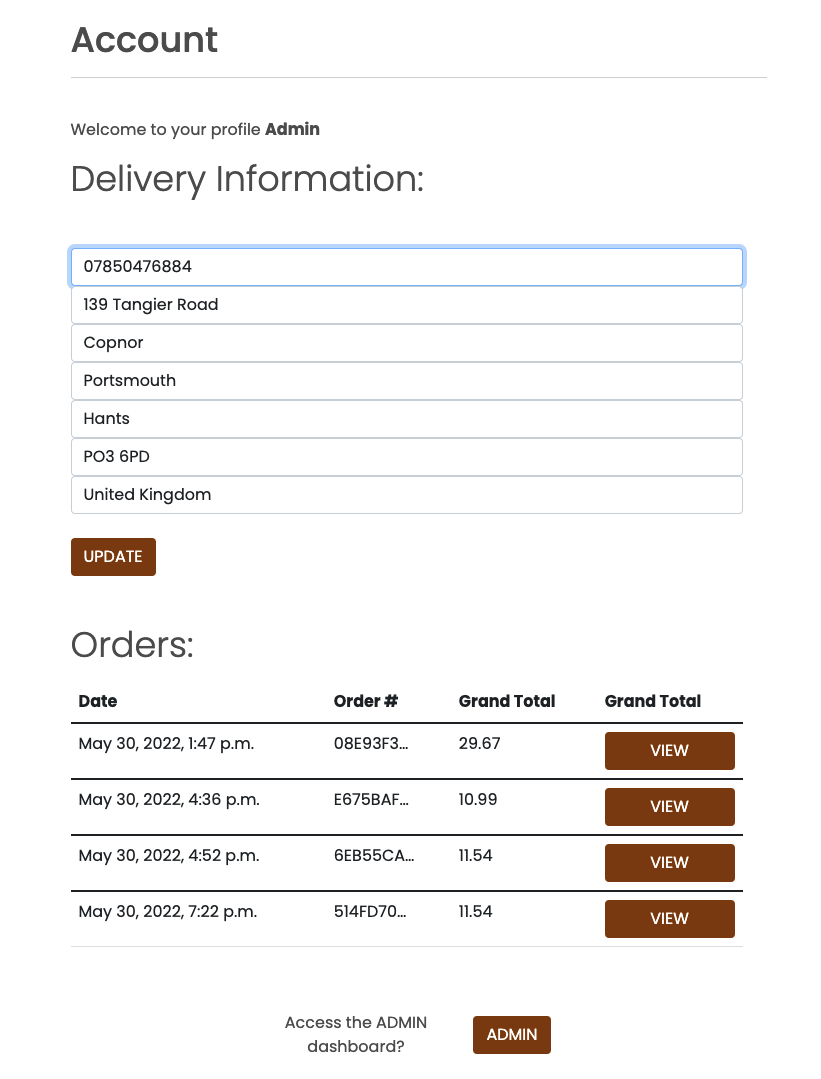 Account
Welcome to your profile Admin
Delivery Information:
07850476884
139 Tangier Road
Copnor
Portsmouth
Hants
PO3 6PD
United Kingdom
UPDATE
Orders:
Date Order # Grand Total Grand Total
May 30, 2022, 1:47 p.m. 08E93F3... 29.67 VIEW
May 30, 2022, 4:36 p.m. E675BAF... 10.99 VIEW
May 30, 2022, 4:52 p.m. 6EB55CA... 11.54 VIEW
May 30, 2022, 7:22 p.m. 514FD70... 11.54 VIEW
Access the ADMIN
dashboard?
ADMIN